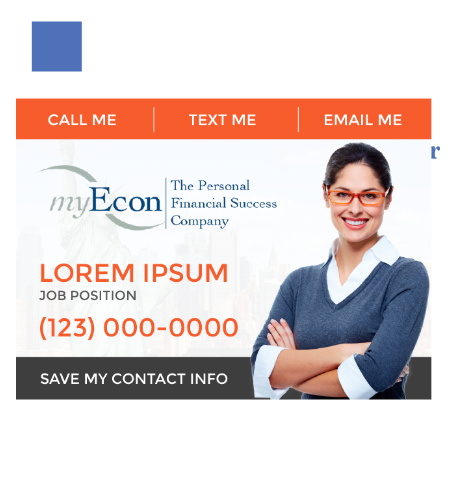 CALL ME
TEXT ME
EMAIL ME
r
myEcon
The Personal
Financial Success
Company
LOREM IPSUM
JOB POSITION
(123) 000-0000
SAVE MY CONTACT INFO